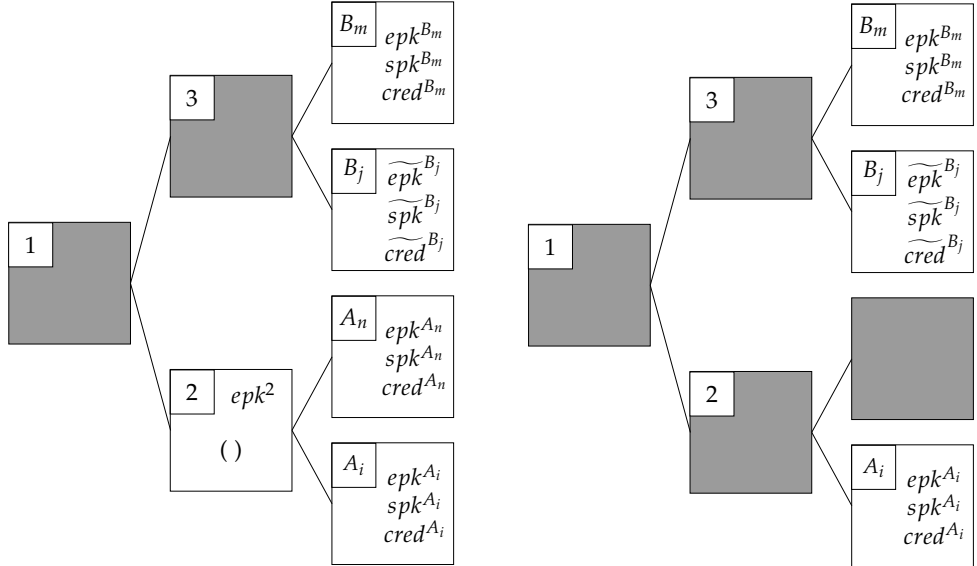 B_m
epk^{B_m}
spk^{B_m}
cred^{B_m}
3
B_j
\widetilde{epk}^{B_j}
\widetilde{spk}^{B_j}
\widetilde{cred}^{B_j}
1
A_n
epk^{A_n}
spk^{A_n}
cred^{A_n}
2
epk^2
( )
A_i
epk^{A_i}
spk^{A_i}
cred^{A_i}
B_m
epk^{B_m}
spk^{B_m}
cred^{B_m}
3
B_j
\widetilde{epk}^{B_j}
\widetilde{spk}^{B_j}
\widetilde{cred}^{B_j}
1
2
A_i
epk^{A_i}
spk^{A_i}
cred^{A_i}